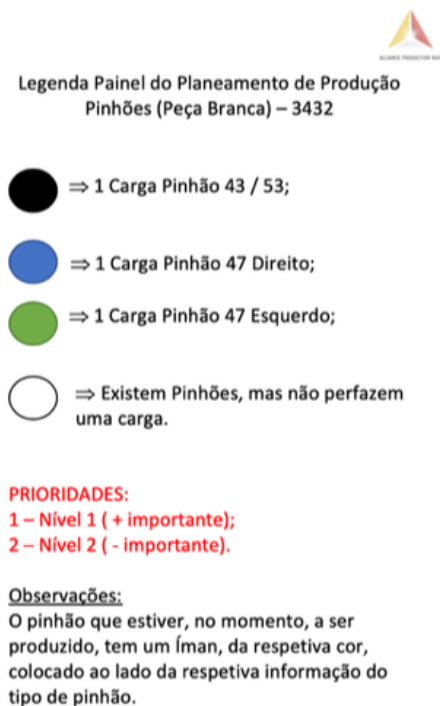 ALLIANCE PRODUCTION WAY
Legenda Painel do Planeamento de Produção
Pinhões (Peça Branca) – 3432
⇒ 1 Carga Pinhão 43 / 53;
⇒ 1 Carga Pinhão 47 Direito;
⇒ 1 Carga Pinhão 47 Esquerdo;
⇒ Existem Pinhões, mas não perfazem
uma carga.
PRIORIDADES:
1 – Nível 1 ( + importante);
2 – Nível 2 ( - importante).
Observações:
O pinhão que estiver, no momento, a ser
produzido, tem um Íman, da respetiva cor,
colocado ao lado da respetiva informação do
tipo de pinhão.